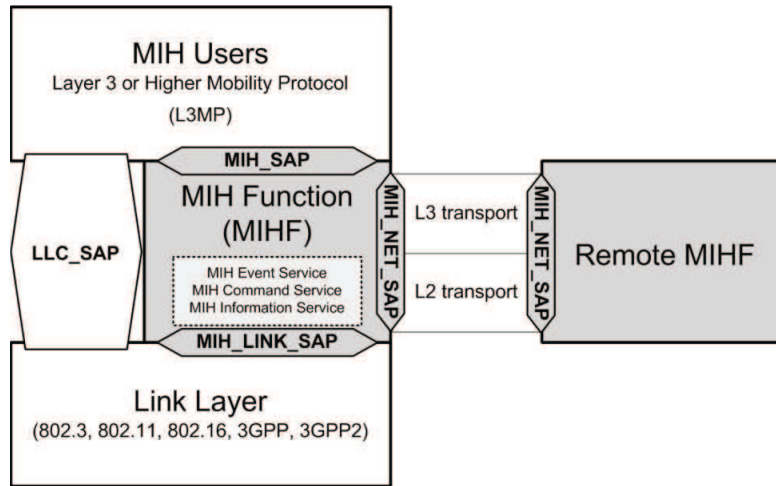 MIH Users
Layer 3 or Higher Mobility Protocol
(L3MP)
MIH_SAP
MIH Function
(MIHF)
MIH Event Service
MIH Command Service
MIH Information Service
LLC_SAP
MIH_NET_SAP
L3 transport
L2 transport
MIH_NET_SAP
Remote MIHF
MIH_LINK_SAP
Link Layer
(802.3, 802.11, 802.16, 3GPP, 3GPP2)